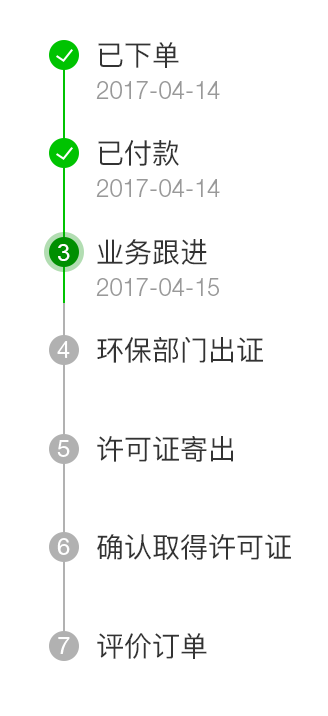 已下单
2017-04-14
已付款
2017-04-14
3 业务跟进
2017-04-15
4 环保部门出证
5 许可证寄出
6 确认取得许可证
7 评价订单